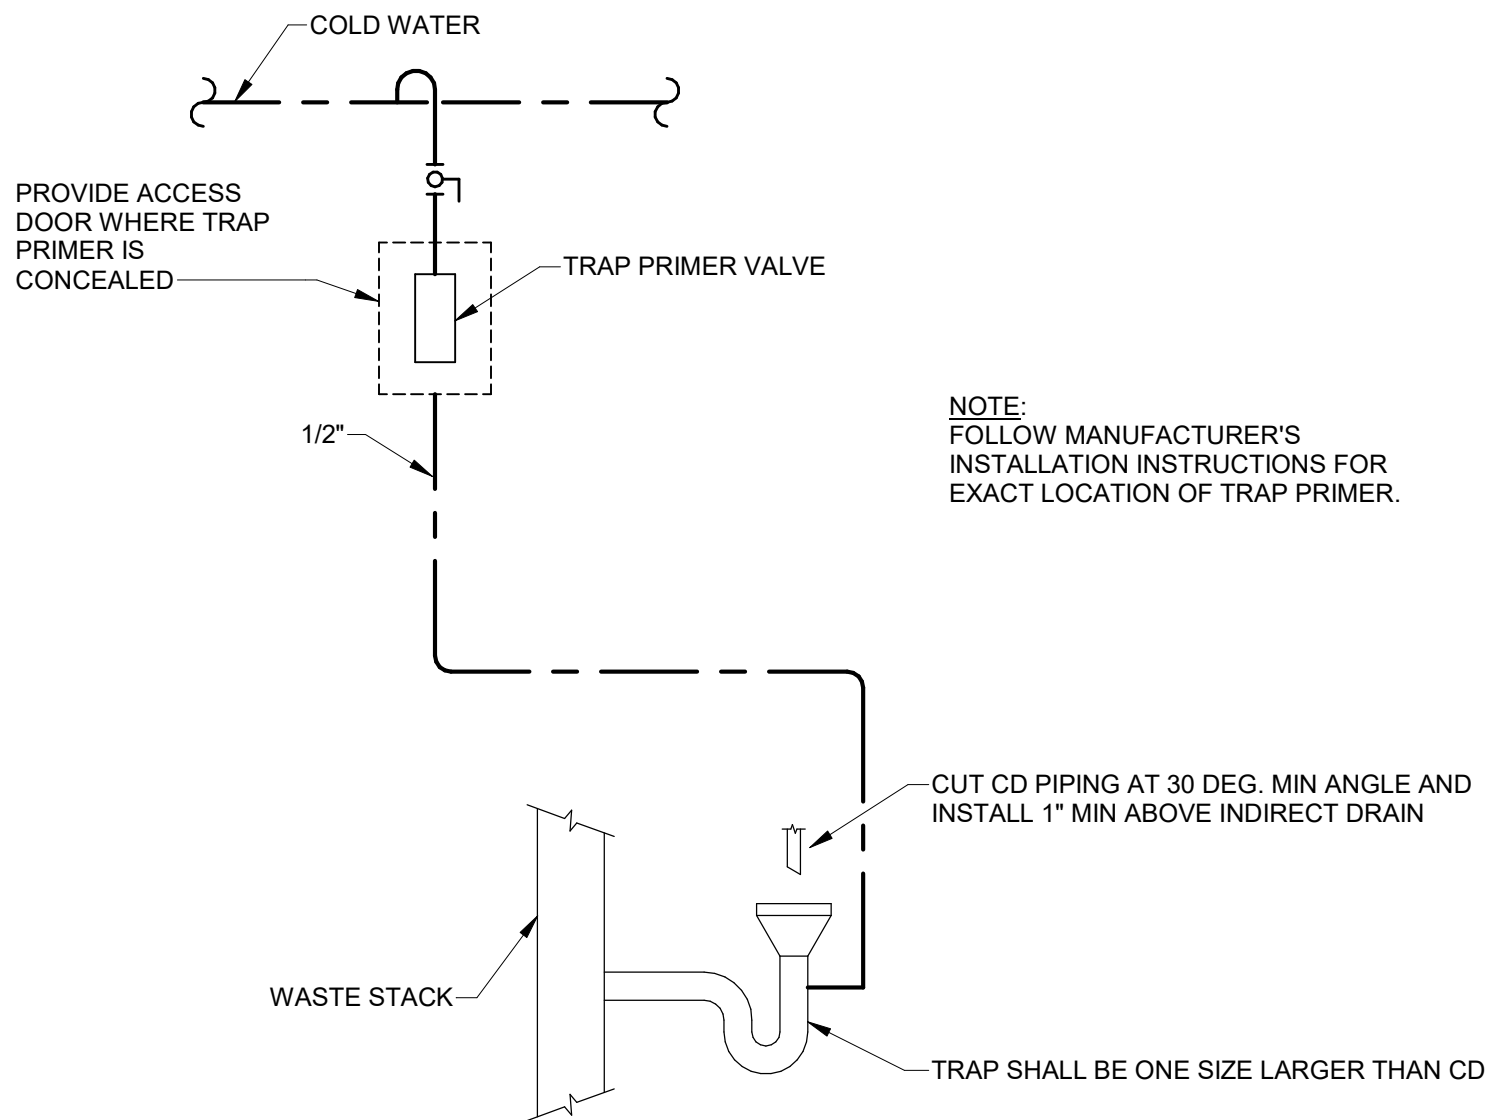 COLD WATER
PROVIDE ACCESS
DOOR WHERE TRAP
PRIMER IS
CONCEALED
TRAP PRIMER VALVE
1/2"
NOTE:
FOLLOW MANUFACTURER'S
INSTALLATION INSTRUCTIONS FOR
EXACT LOCATION OF TRAP PRIMER.
CUT CD PIPING AT 30 DEG. MIN ANGLE AND
INSTALL 1" MIN ABOVE INDIRECT DRAIN
WASTE STACK
TRAP SHALL BE ONE SIZE LARGER THAN CD